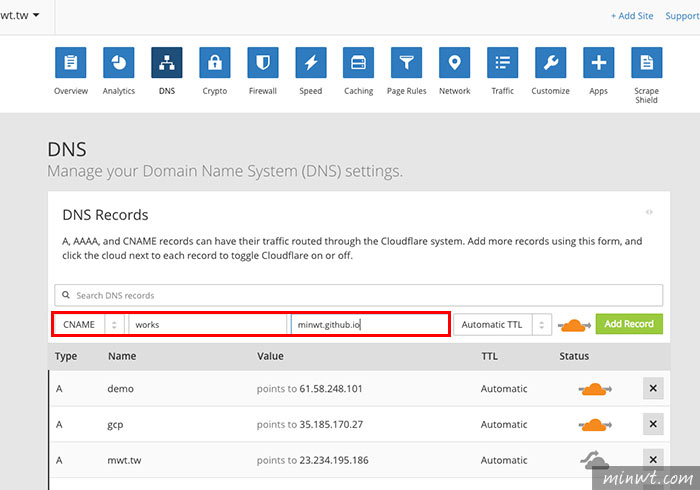 wt.tw
+ Add Site Support
Overview Analytics DNS Crypto Firewall Speed Caching Page Rules Network Traffic Customize Apps Scrape Shield
DNS
Manage your Domain Name System (DNS) settings.
DNS Records
A, AAAA, and CNAME records can have their traffic routed through the Cloudflare system. Add more records using this form, and
click the cloud next to each record to toggle Cloudflare on or off.
Search DNS records
CNAME works minwt.github.io Automatic TTL Add Record
Type Name Value TTL Status
A demo points to 61.58.248.101 Automatic
A gcp points to 35.185.170.27 Automatic
A mwt.tw points to 23.234.195.186 Automatic
minwt.com